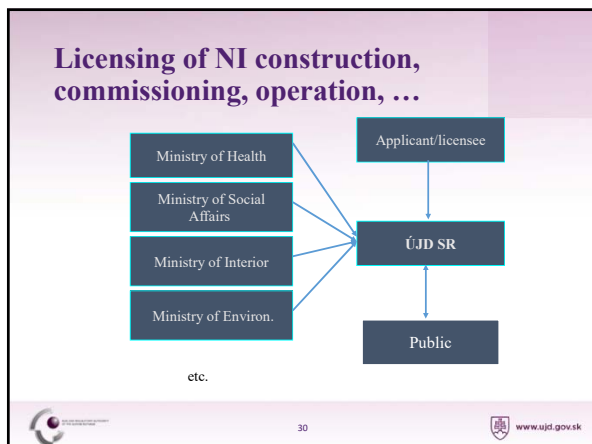 Licensing of NI construction,
commissioning, operation, …
Ministry of Health
Applicant/licensee
Ministry of Social
Affairs
ÚJD SR
Ministry of Interior
Ministry of Environ.
Public
etc.
30
www.ujd.gov.sk